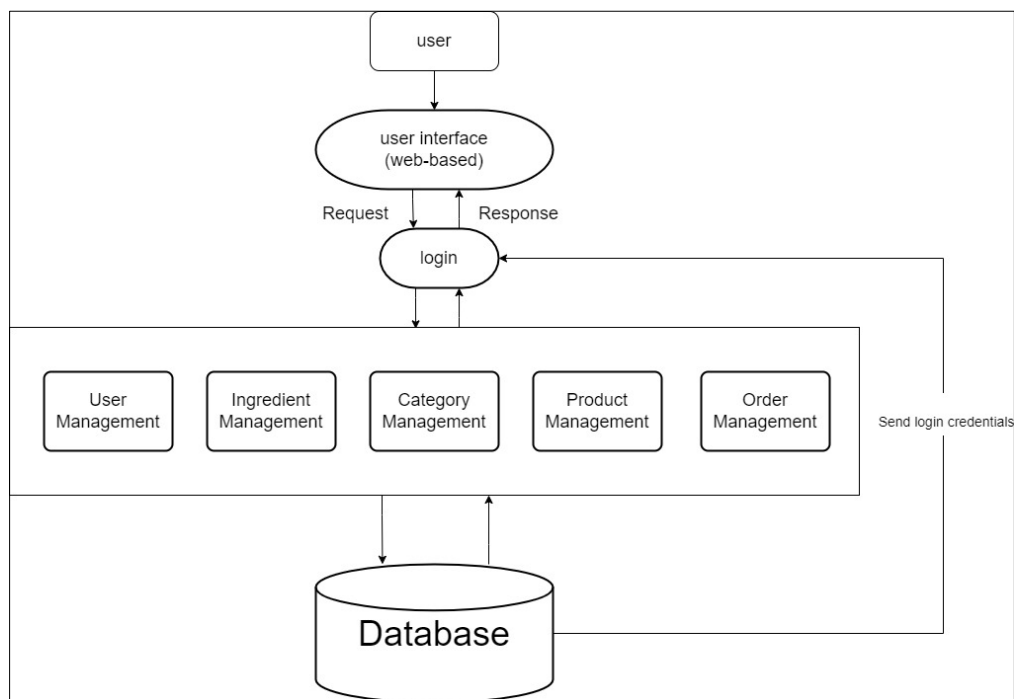 user
user interface
(web-based)
Request
Response
login
User
Management
Ingredient
Management
Category
Management
Product
Management
Order
Management
Send login credentials
Database